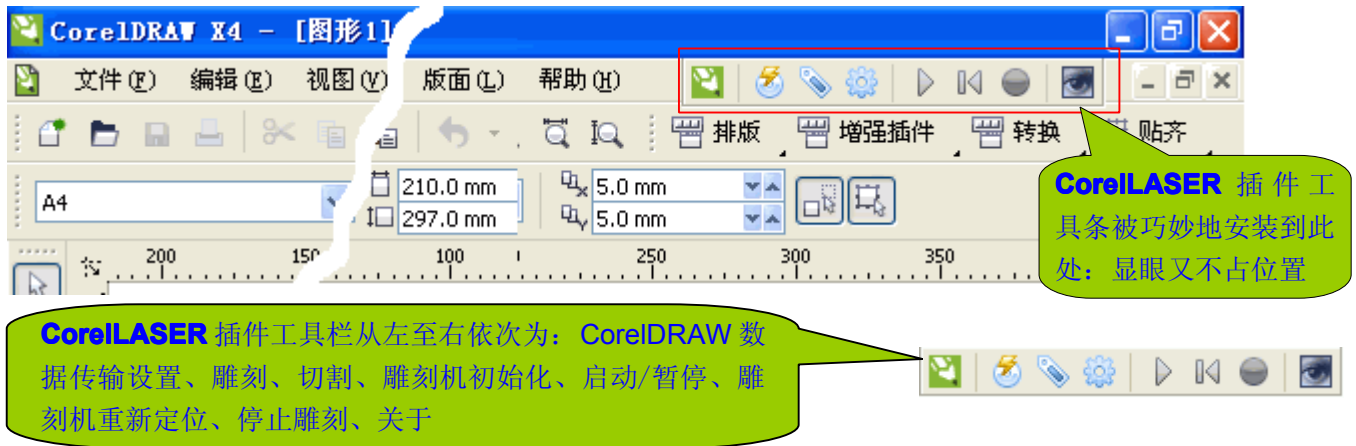 CorelDRAW X4 - [图形1]
文件(F) 编辑(E) 视图(V) 版面(L) 帮助(H)
排版 增强插件 转换 贴齐
A4 210.0 mm 5.0 mm
297.0 mm 5.0 mm
200 150 100 250 300 350
CorelLASER 插件工
具条被巧妙地安装到此
处：显眼又不占位置
CorelLASER 插件工具栏从左至右依次为：CorelDRAW 数
据传输设置、雕刻、切割、雕刻机初始化、启动/暂停、雕
刻机重新定位、停止雕刻、关于